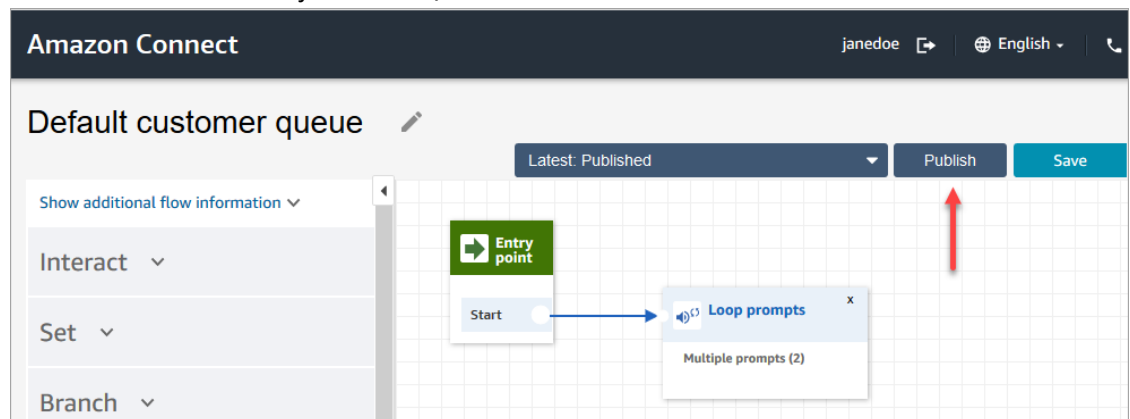 Amazon Connect
janedoe
English
Default customer queue
Latest: Published
Publish
Save
Show additional flow information
Interact
Set
Branch
Entry
point
Start
Loop prompts
x
Multiple prompts (2)